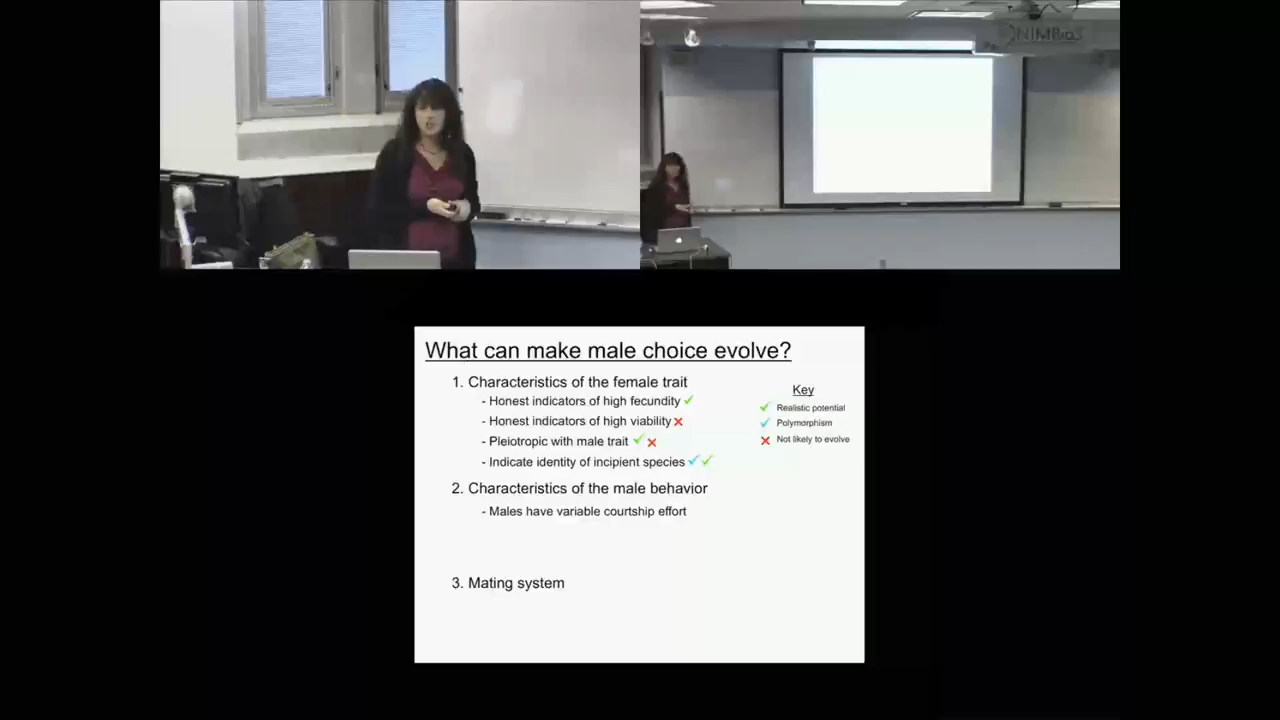 NIMBioS
What can make male choice evolve?
1. Characteristics of the female trait
- Honest indicators of high fecundity
- Honest indicators of high viability
- Pleiotropic with male trait
- Indicate identity of incipient species
Key
Realistic potential
Polymorphism
Not likely to evolve
2. Characteristics of the male behavior
- Males have variable courtship effort
3. Mating system